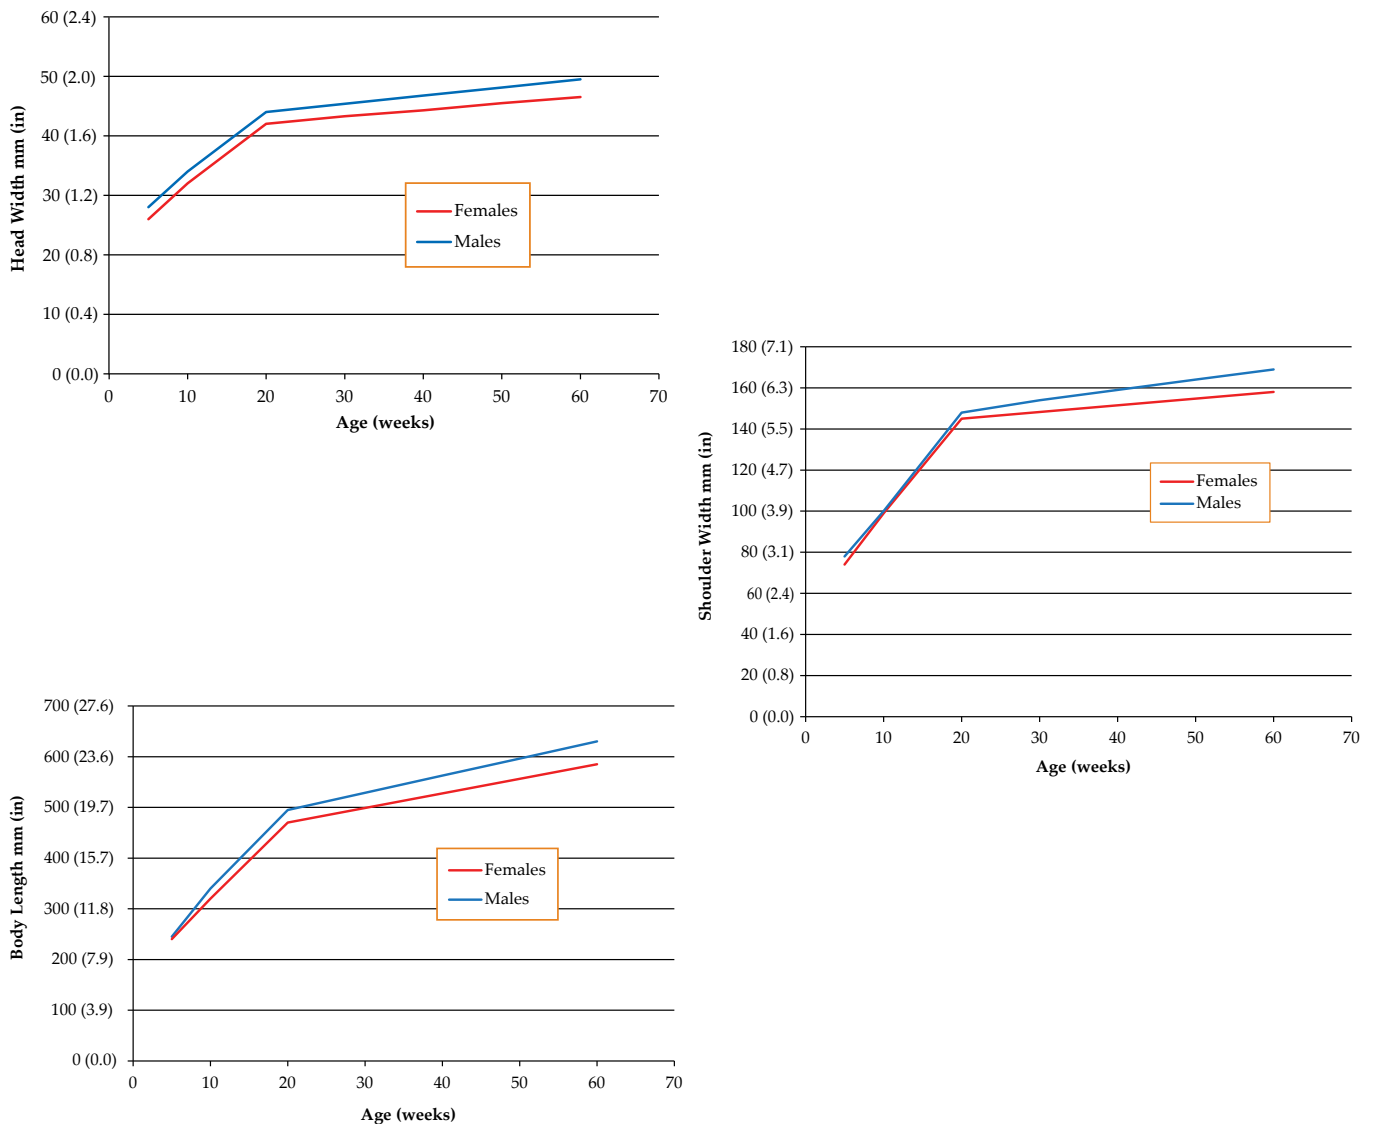 60 (2.4)
50 (2.0)
40 (1.6)
30 (1.2)
20 (0.8)
10 (0.4)
0 (0.0)
Head Width mm (in)
0 10 20 30 40 50 60 70
Age (weeks)
Females
Males
180 (7.1)
160 (6.3)
140 (5.5)
120 (4.7)
100 (3.9)
80 (3.1)
60 (2.4)
40 (1.6)
20 (0.8)
0 (0.0)
Shoulder Width mm (in)
0 10 20 30 40 50 60 70
Age (weeks)
Females
Males
700 (27.6)
600 (23.6)
500 (19.7)
400 (15.7)
300 (11.8)
200 (7.9)
100 (3.9)
0 (0.0)
Body Length mm (in)
0 10 20 30 40 50 60 70
Age (weeks)
Females
Males